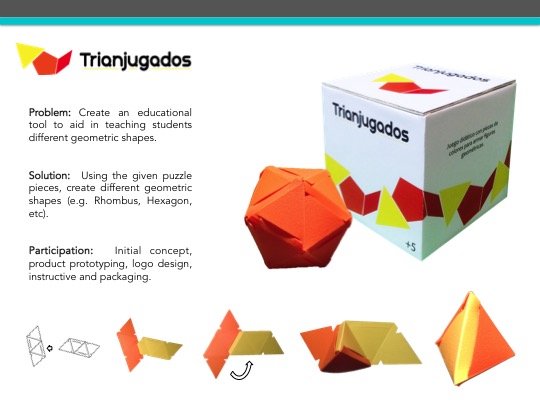 Trianjugados
Problem: Create an educational
tool to aid in teaching students
different geometric shapes.
Solution: Using the given puzzle
pieces, create different geometric
shapes (e.g. Rhombus, Hexagon,
etc).
Participation: Initial concept,
product prototyping, logo design,
instructive and packaging.
Trianjugados
Trianjugados
Juego didático con piezas de
colores para armar figuras
geométricas.
+5